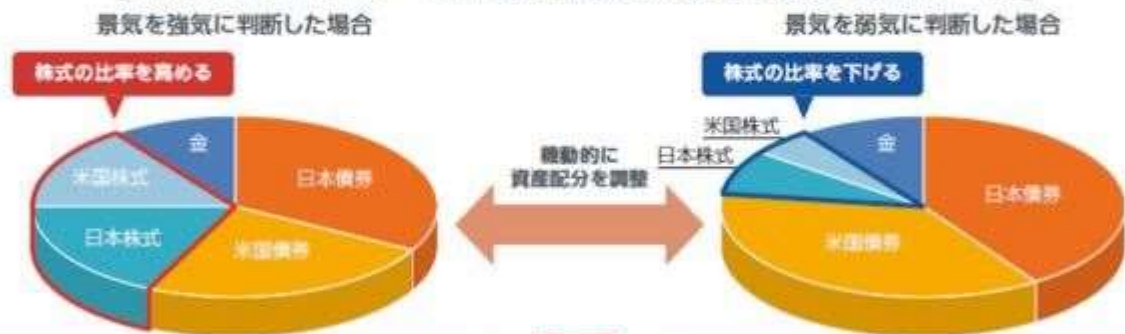 景気を強気に判断した場合
景気を弱気に判断した場合
株式の比率を高める
株式の比率を下げる
金
米国株式
日本債券
日本株式
米国債券
機動的に
資産配分を調整
米国株式
日本株式
金
日本債券
米国債券